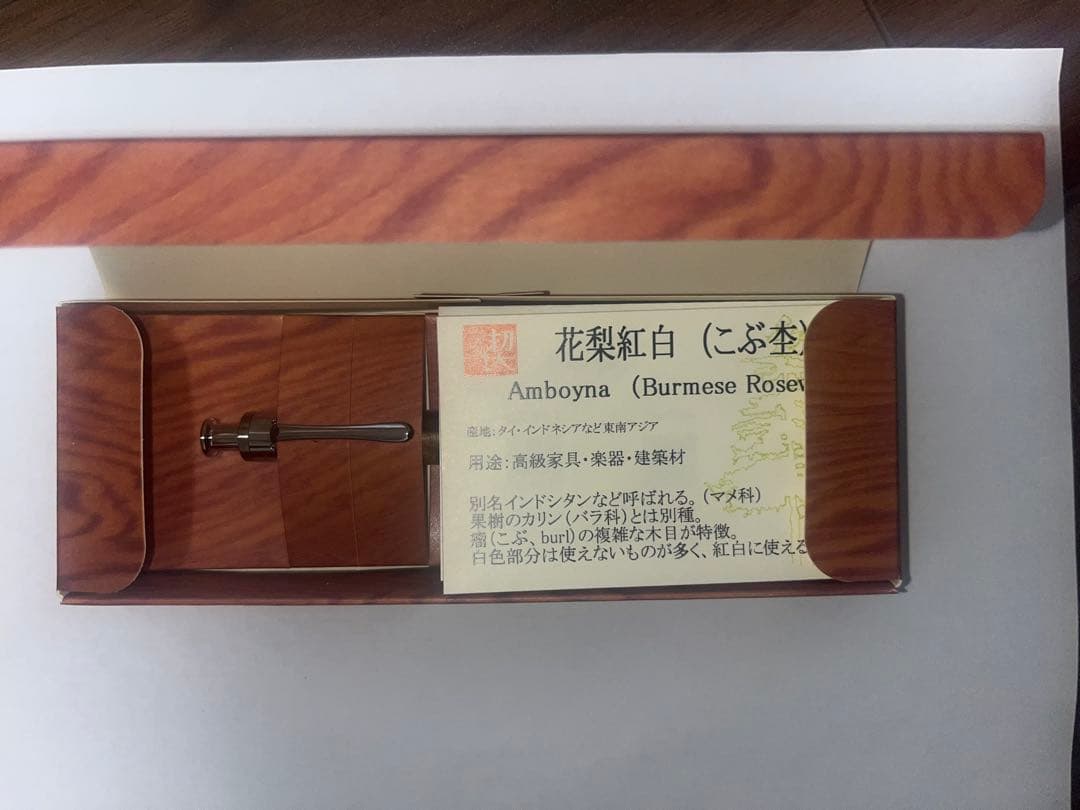 花梨紅白 （こぶ杢）
Amboyna （Burmese
産地：タイ・インドネシアなど東南アジア
用途：高級家具・楽器・建築材
別名インドシタンなど呼ばれる。（マメ科）
果樹のカリン（バラ科）とは別種。
瘤（こぶ、burl）の複雑な木目が特徴。
白色部分は使えないものが多く、紅白に使える